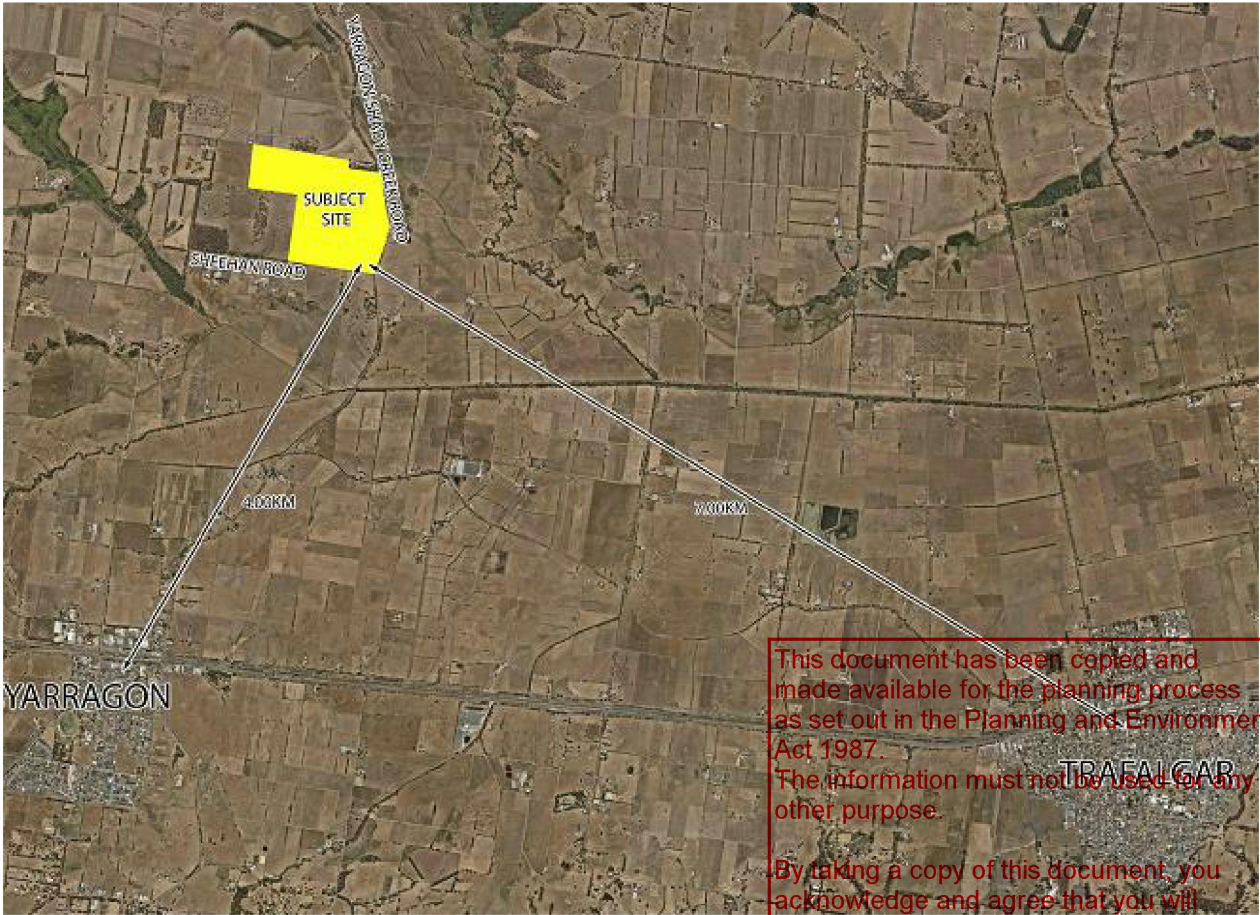 YARRAGON-SHADY CREEK ROAD
SUBJECT
SITE
SHEEHAN ROAD
4.00KM
7.00KM
YARRAGON
TRAFALGAR
This document has been copied and
made available for the planning process
as set out in the Planning and Environmen
Act 1987.
The information must not be used for any
other purpose.
By taking a copy of this document, you
acknowledge and agree that you will